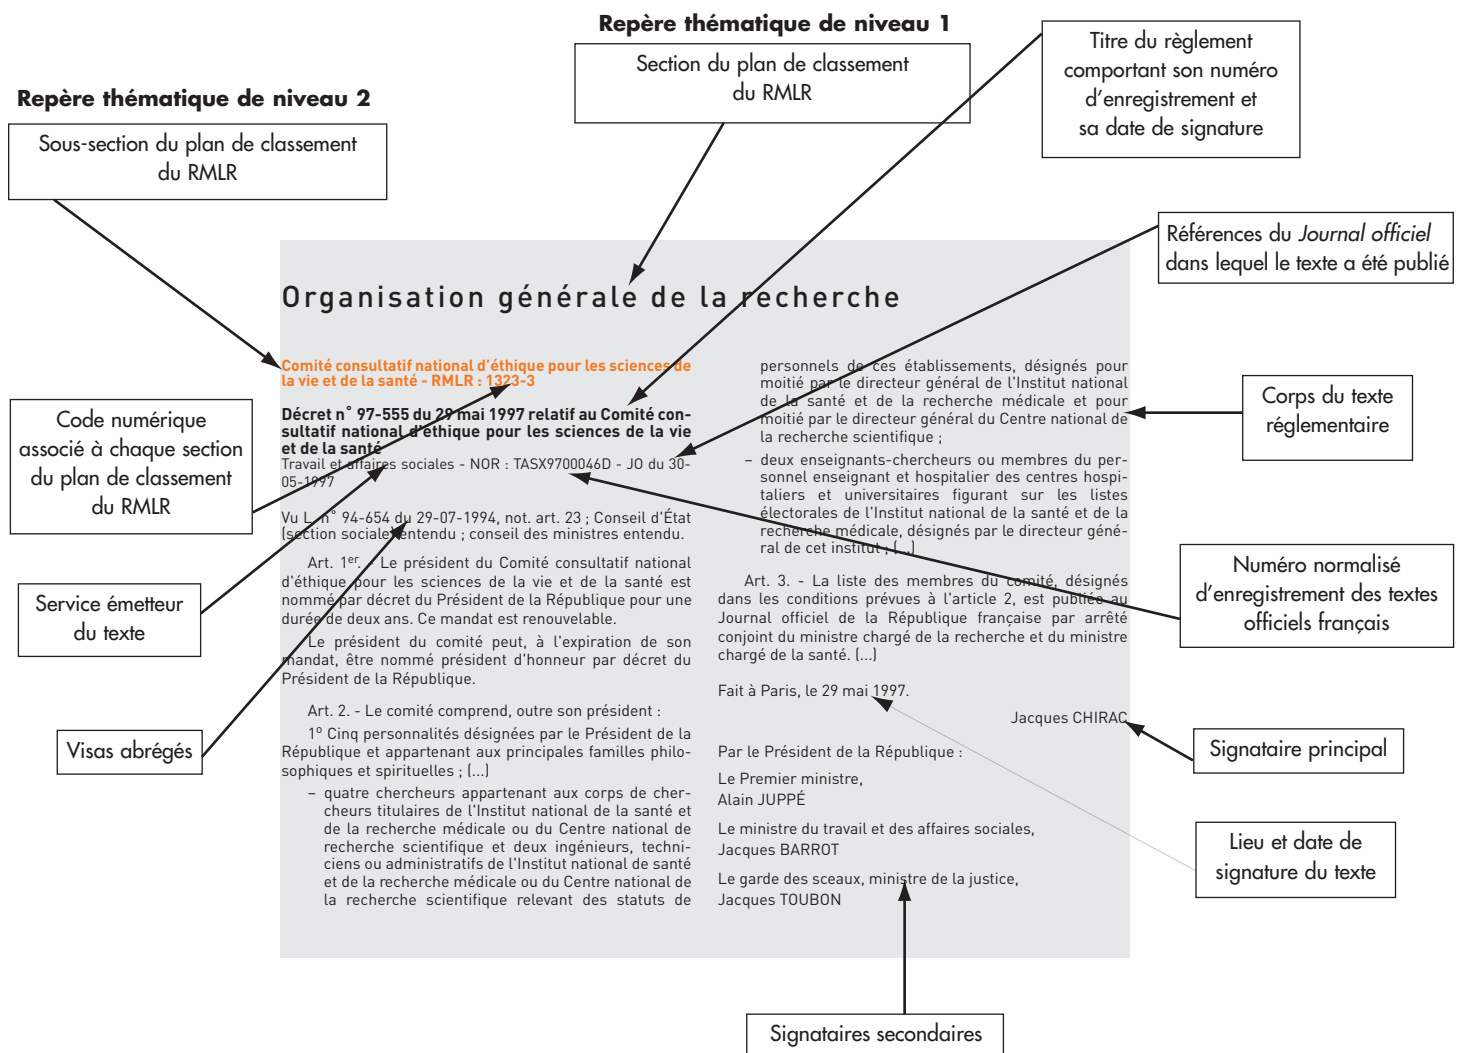 Repère thématique de niveau 1
Section du plan de classement
du RMLR
Titre du règlement
comportant son numéro
d'enregistrement et
sa date de signature
Repère thématique de niveau 2
Sous-section du plan de classement
du RMLR
Références du Journal officiel
dans lequel le texte a été publié
Organisation générale de la recherche
Comité consultatif national d'éthique pour les sciences de
la vie et de la santé - RMLR : 1323-3
Décret n° 97-555 du 29 mai 1997 relatif au Comité con-
sultatif national d'éthique pour les sciences de la vie
et de la santé
Travail et affaires sociales - NOR : TASX9700046D - JO du 30-
05-1997
Vu L. n° 94-654 du 29-07-1994, not. art. 23 ; Conseil d'État
(section sociale) entendu ; conseil des ministres entendu.
Art. 1er. - Le président du Comité consultatif national
d'éthique pour les sciences de la vie et de la santé est
nommé par décret du Président de la République pour une
durée de deux ans. Ce mandat est renouvelable.
Le président du comité peut, à l'expiration de son
mandat, être nommé président d'honneur par décret du
Président de la République.
Art. 2. - Le comité comprend, outre son président :
1° Cinq personnalités désignées par le Président de la
République et appartenant aux principales familles philo-
sophiques et spirituelles ; (...)
– quatre chercheurs appartenant aux corps de cher-
cheurs titulaires de l'Institut national de la santé et
de la recherche médicale ou du Centre national de
recherche scientifique et deux ingénieurs, techni-
ciens ou administratifs de l'Institut national de santé
et de la recherche médicale ou du Centre national de
la recherche scientifique relevant des statuts de
personnels de ces établissements, désignés pour
moitié par le directeur général de l'Institut national
de la santé et de la recherche médicale et pour
moitié par le directeur général du Centre national de
la recherche scientifique ;
– deux enseignants-chercheurs ou membres du per-
sonnel enseignant et hospitalier des centres hospi-
taliers et universitaires figurant sur les listes
électorales de l'Institut national de la santé et de la
recherche médicale, désignés par le directeur géné-
ral de cet institut ; (...)
Art. 3. - La liste des membres du comité, désignés
dans les conditions prévues à l'article 2, est publiée au
Journal officiel de la République française par arrêté
conjoint du ministre chargé de la recherche et du ministre
chargé de la santé. (...)
Fait à Paris, le 29 mai 1997.
Jacques CHIRAC
Par le Président de la République :
Le Premier ministre,
Alain JUPPÉ
Le ministre du travail et des affaires sociales,
Jacques BARROT
Le garde des sceaux, ministre de la justice,
Jacques TOUBON
Code numérique
associé à chaque section
du plan de classement
du RMLR
Service émetteur
du texte
Visas abrégés
Corps du texte
réglementaire
Numéro normalisé
d'enregistrement des textes
officiels français
Signataire principal
Lieu et date de
signature du texte
Signataires secondaires